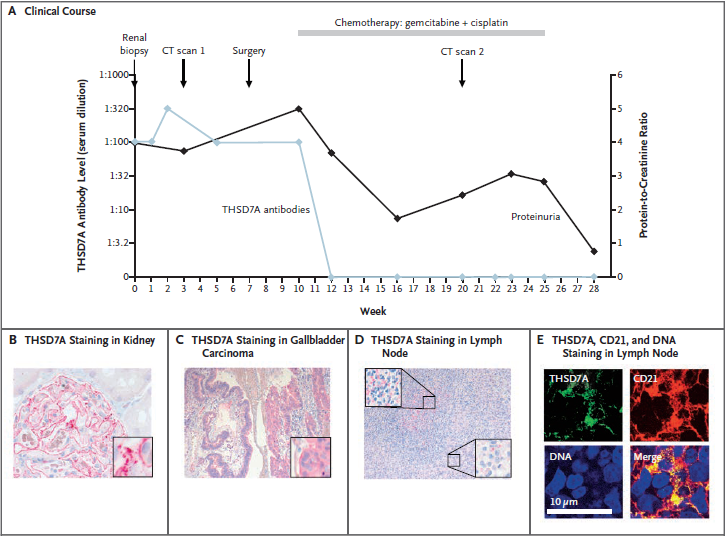 A Clinical Course
Chemotherapy: gemcitabine + cisplatin
Renal
biopsy
CT scan 1
Surgery
CT scan 2
THSD7A Antibody Level (serum dilution)
1:1000
1:320
1:100
1:32
1:10
1:3.2
0
THSD7A antibodies
Proteinuria
6
5
4
3
2
1
0
Protein-to-Creatinine Ratio
0 1 2 3 4 5 6 7 8 9 10 11 12 13 14 15 16 17 18 19 20 21 22 23 24 25 26 27 28
Week
B THSD7A Staining in Kidney
C THSD7A Staining in Gallbladder
Carcinoma
D THSD7A Staining in Lymph
Node
E THSD7A, CD21, and DNA
Staining in Lymph Node
THSD7A
CD21
DNA
Merge
10 μm